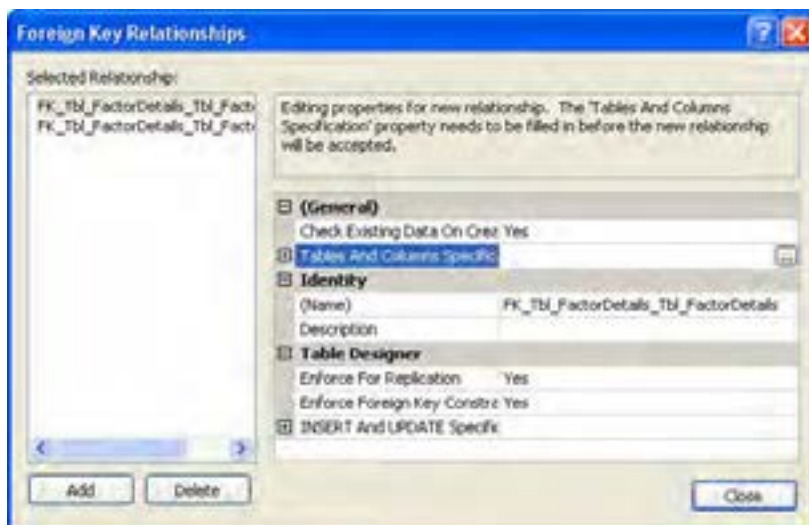 Foreign Key Relationships
Selected Relationship:
FK_Tbl_FactorDetails_Tbl_Fact
FK_Tbl_FactorDetails_Tbl_Fact
Editing properties for new relationship. The 'Tables And Columns
Specification' property needs to be filled in before the new relationship
will be accepted.
(General)
Check Existing Data On Crea Yes
Tables And Columns Specific
Identity
(Name) FK_Tbl_FactorDetails_Tbl_FactorDetails
Description
Table Designer
Enforce For Replication Yes
Enforce Foreign Key Constra Yes
INSERT And UPDATE Specific
Add Delete
Close